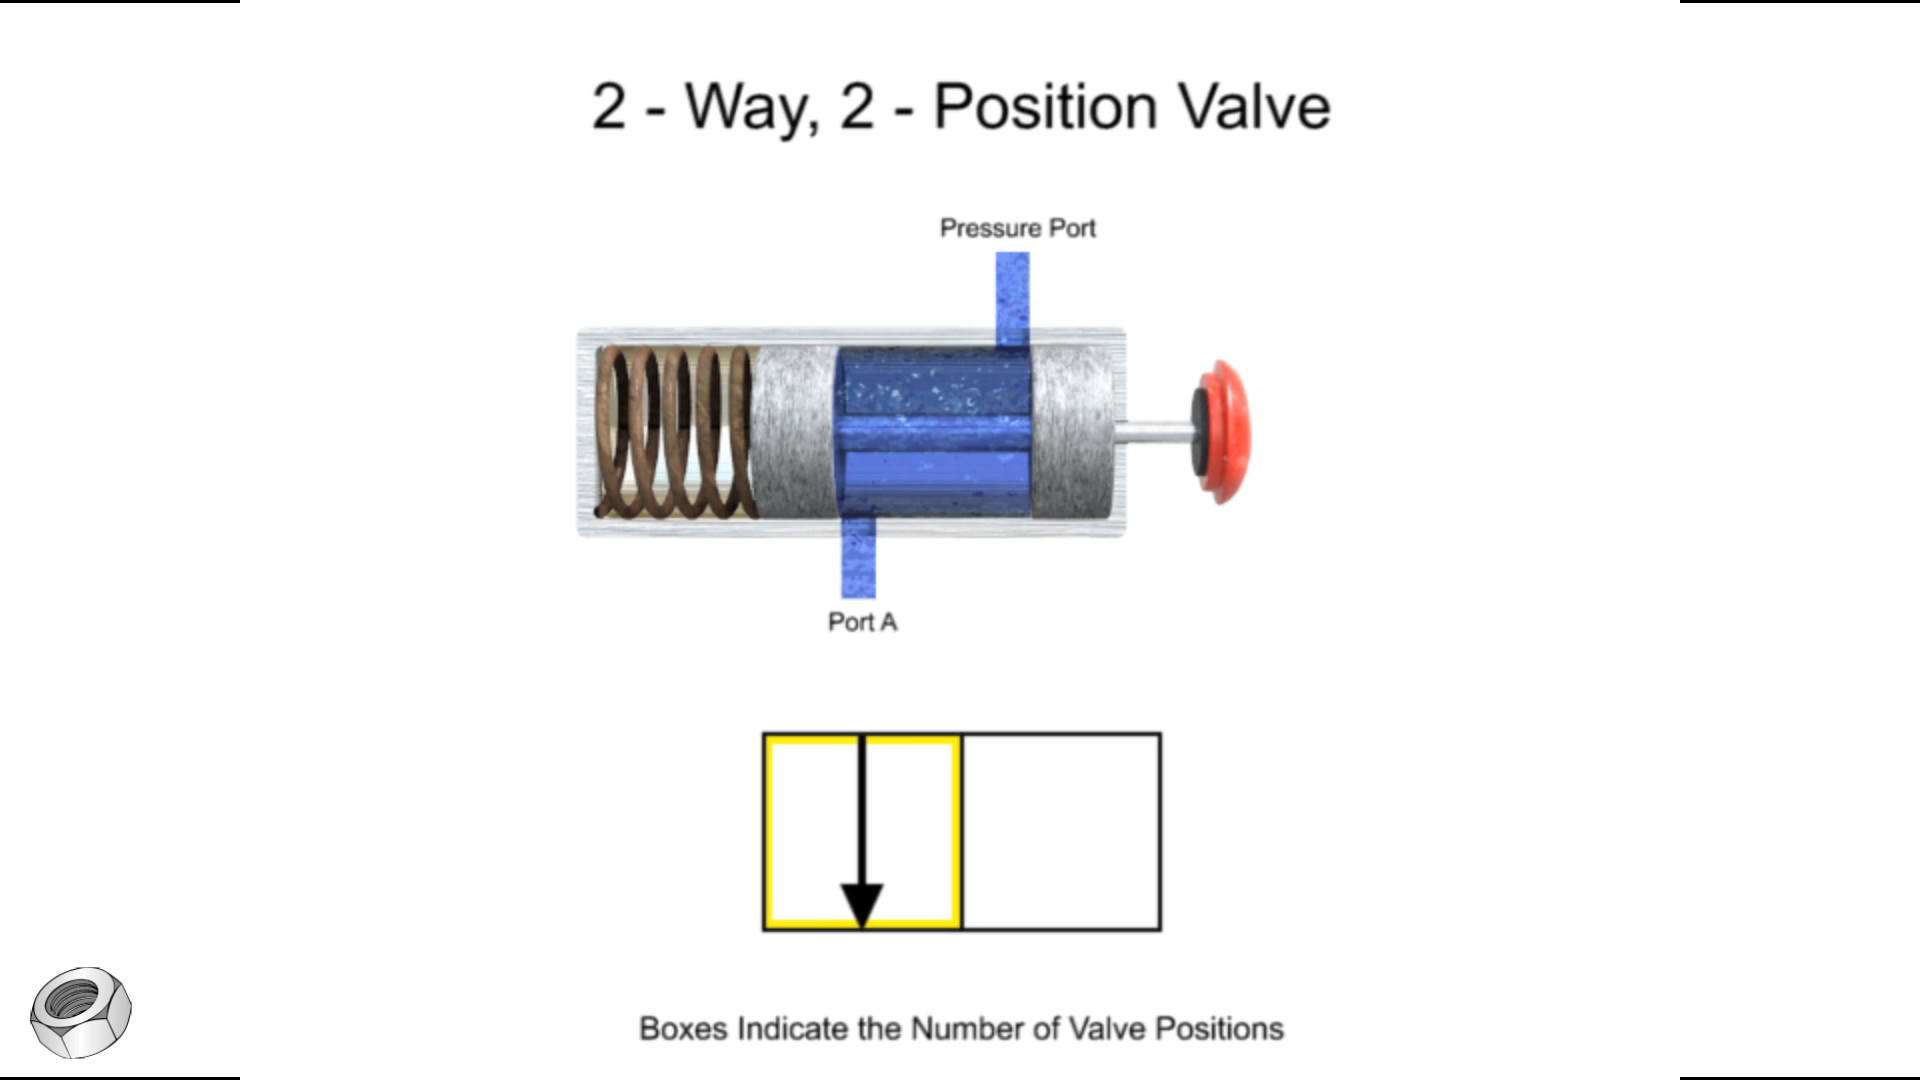 2 - Way, 2 - Position Valve
Pressure Port
Port A
Boxes Indicate the Number of Valve Positions